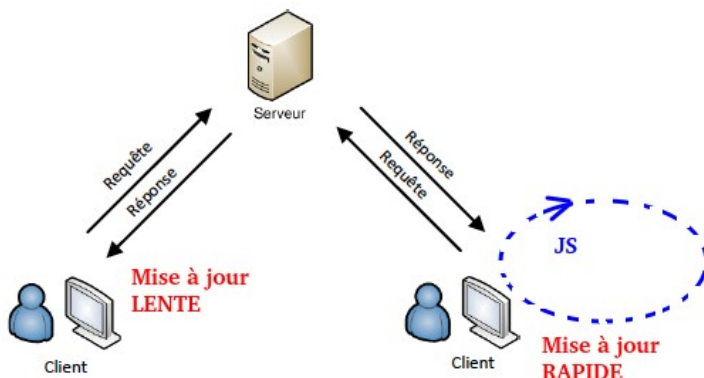 Serveur
Requête
Réponse
Réponse
Requête
JS
Mise à jour
LENTE
Client
Client
Mise à jour
RAPIDE